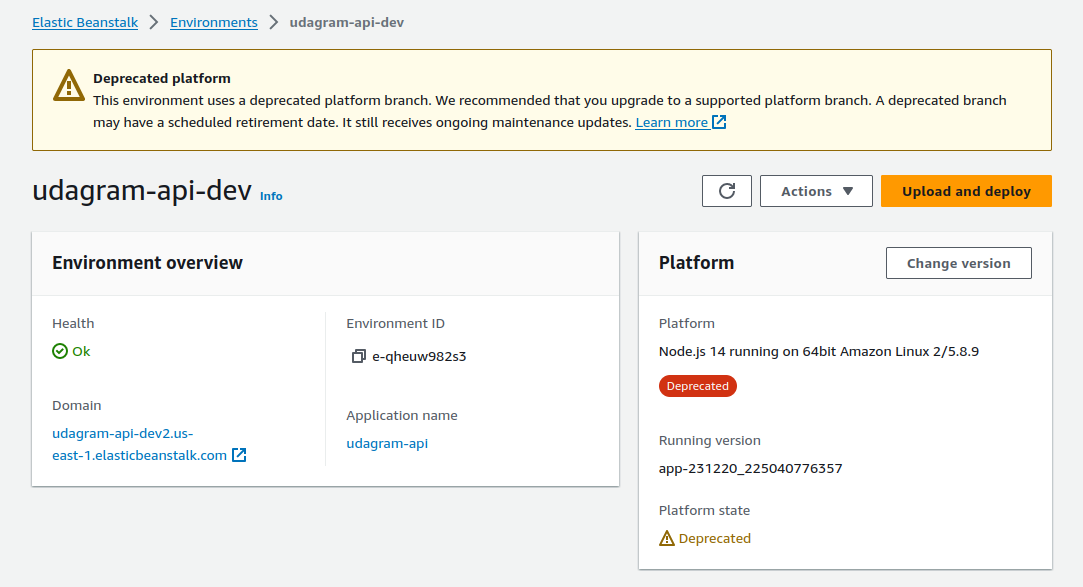 Elastic Beanstalk > Environments > udagram-api-dev
Deprecated platform
This environment uses a deprecated platform branch. We recommended that you upgrade to a supported platform branch. A deprecated branch
may have a scheduled retirement date. It still receives ongoing maintenance updates. Learn more
udagram-api-dev Info
Actions
Upload and deploy
Environment overview
Health
Ok
Domain
udagram-api-dev2.us-
east-1.elasticbeanstalk.com
Environment ID
e-qheuw982s3
Application name
udagram-api
Platform
Change version
Platform
Node.js 14 running on 64bit Amazon Linux 2/5.8.9
Deprecated
Running version
app-231220_225040776357
Platform state
Deprecated